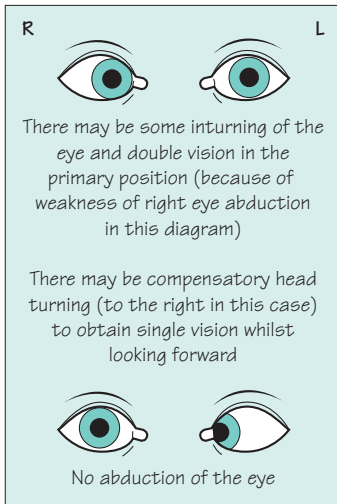 R L
There may be some inturning of the
eye and double vision in the
primary position (because of
weakness of right eye abduction
in this diagram)
There may be compensatory head
turning (to the right in this case)
to obtain single vision whilst
looking forward
No abduction of the eye